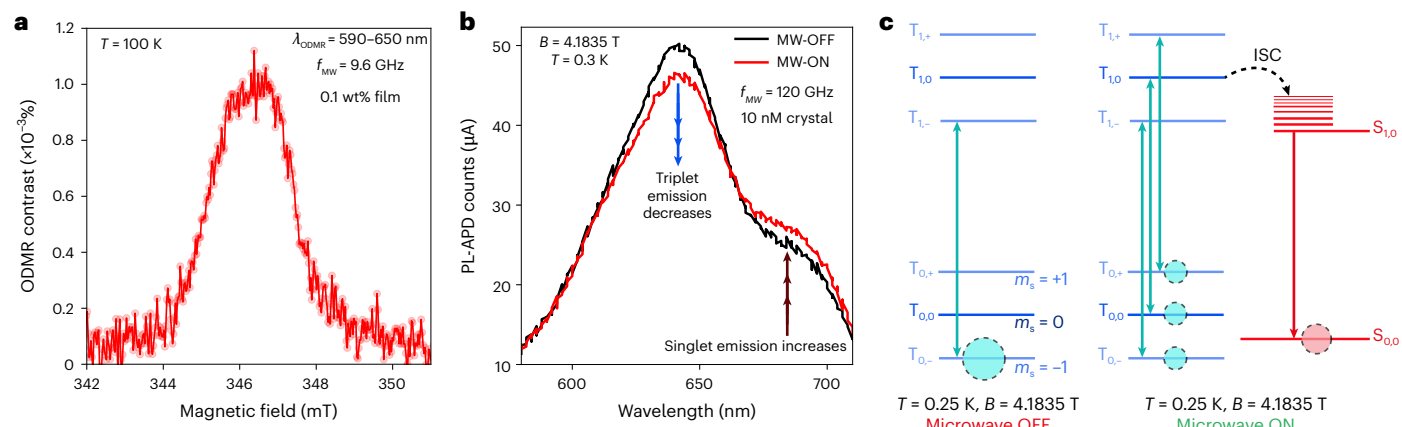 a
T = 100 K
λODMR = 590–650 nm
fMW = 9.6 GHz
0.1 wt% film
ODMR contrast (×10⁻³%)
1.2
1.0
0.8
0.6
0.4
0.2
0
342
344
346
348
350
Magnetic field (mT)
b
B = 4.1835 T
T = 0.3 K
MW-OFF
MW-ON
fMW = 120 GHz
10 nM crystal
PL-APD counts (µA)
50
40
30
20
10
Triplet
emission
decreases
Singlet emission increases
600
650
700
Wavelength (nm)
c
T1,+
T1,0
T1,–
T0,+
ms = +1
T0,0
ms = 0
T0,–
ms = –1
T = 0.25 K, B = 4.1835 T
Microwave OFF
T1,+
T1,0
ISC
T1,–
S1,0
T0,+
T0,0
S0,0
T0,–
T = 0.25 K, B = 4.1835 T
Microwave ON